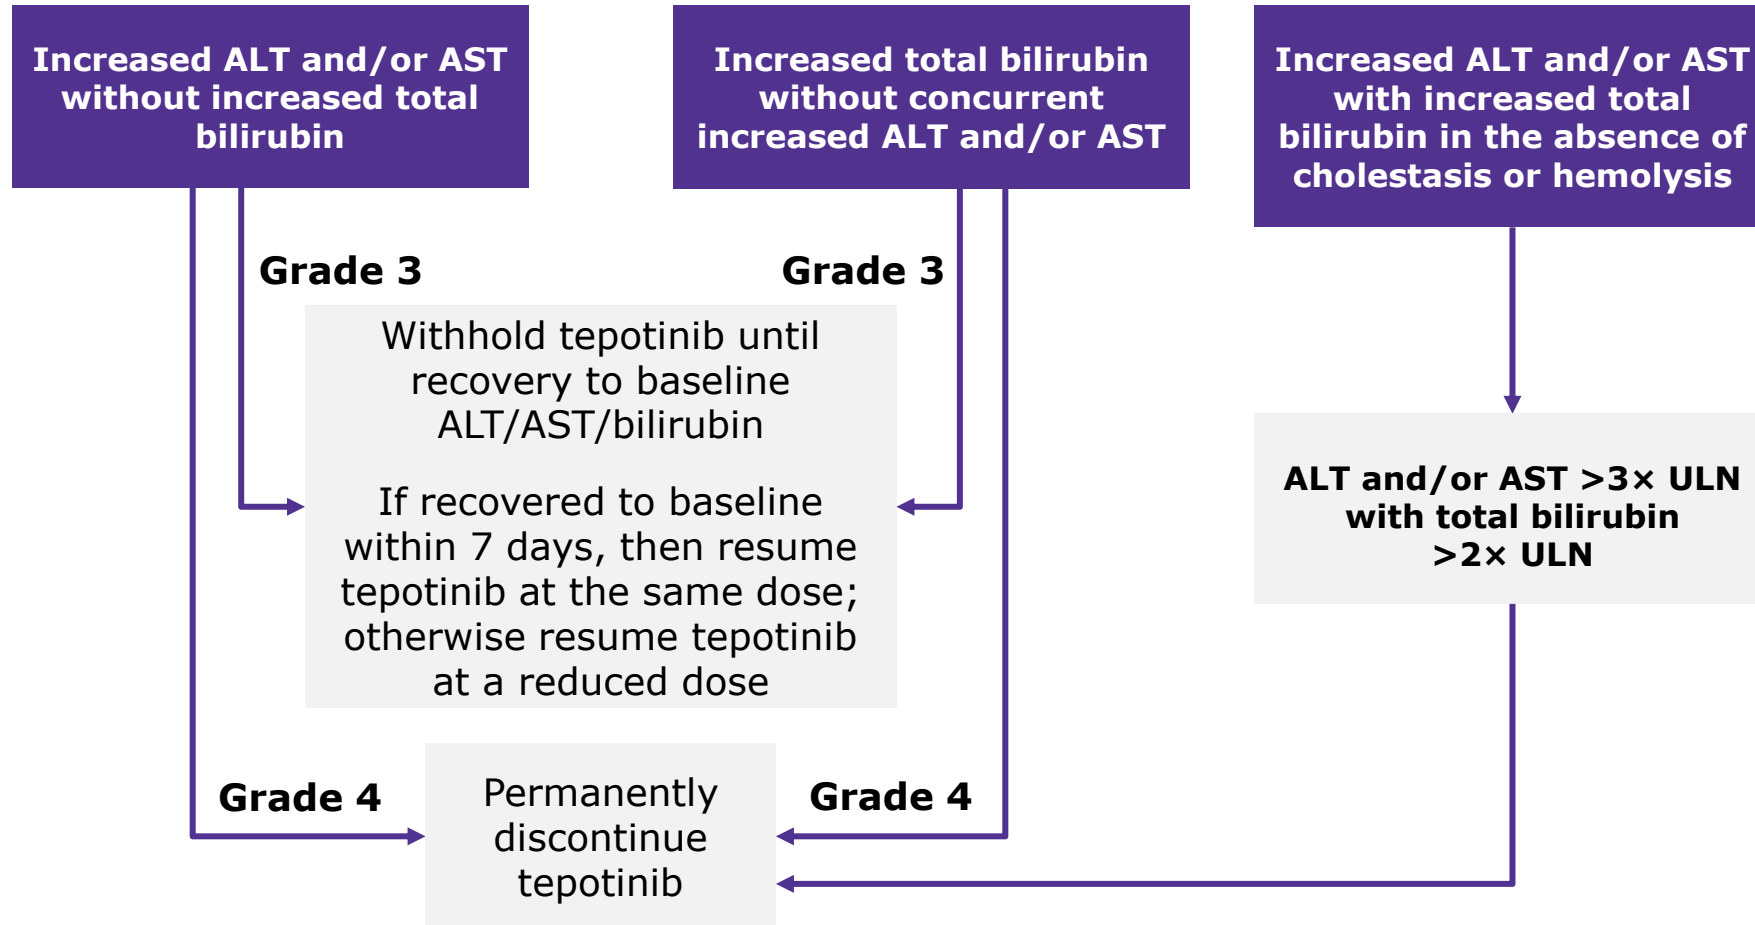 Increased ALT and/or AST
without increased total
bilirubin
Increased total bilirubin
without concurrent
increased ALT and/or AST
Increased ALT and/or AST
with increased total
bilirubin in the absence of
cholestasis or hemolysis
Grade 3
Grade 3
Withhold tepotinib until
recovery to baseline
ALT/AST/bilirubin
If recovered to baseline
within 7 days, then resume
tepotinib at the same dose;
otherwise resume tepotinib
at a reduced dose
ALT and/or AST >3× ULN
with total bilirubin
>2× ULN
Grade 4
Grade 4
Permanently
discontinue
tepotinib